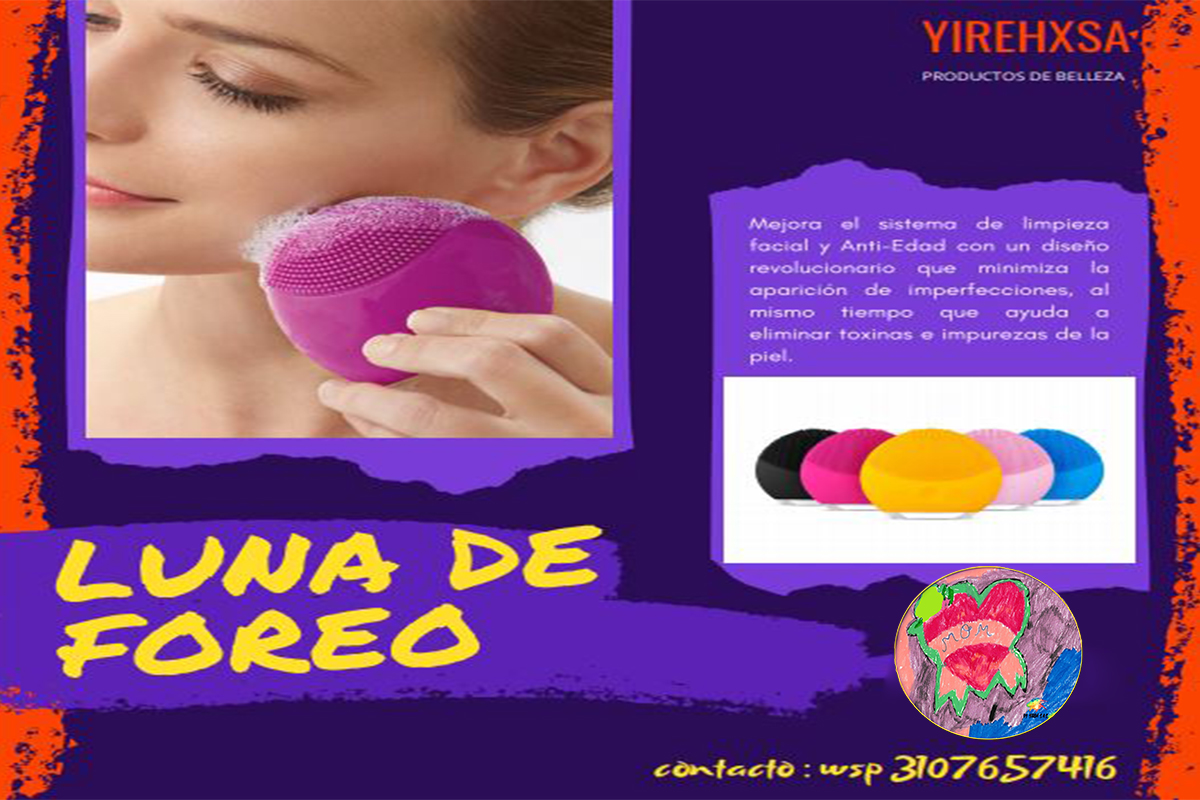 YIREHXSA
PRODUCTOS DE BELLEZA
Mejora el sistema de limpieza
facial y Anti-Edad con un diseño
revolucionario que minimiza la
aparición de imperfecciones, al
mismo tiempo que ayuda a
eliminar toxinas e impurezas de la
piel.
LUNA DE
FOREO
MOM
contacto : wsp 3107657416